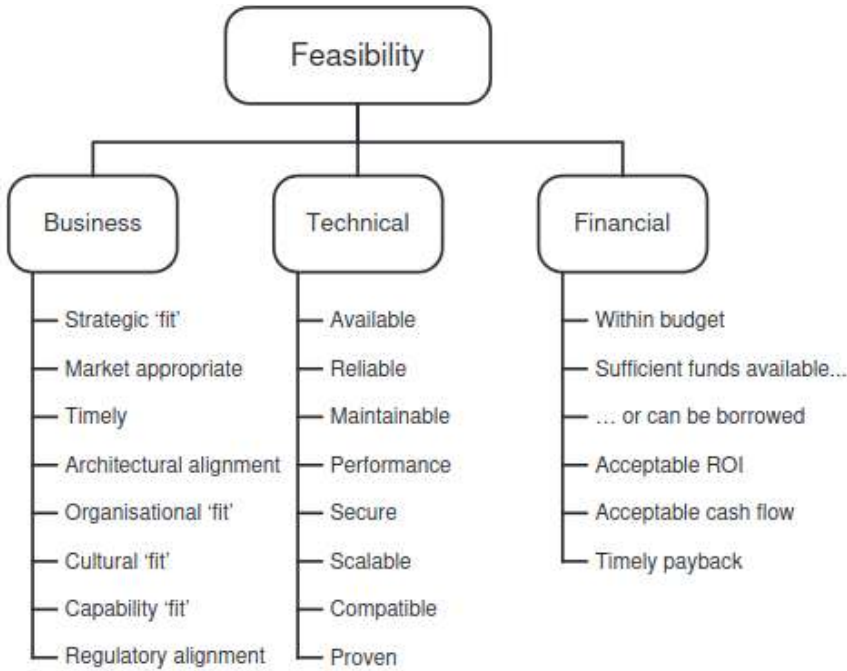 Feasibility
Business
Technical
Financial
Strategic ‘fit’
Market appropriate
Timely
Architectural alignment
Organisational ‘fit’
Cultural ‘fit’
Capability ‘fit’
Regulatory alignment
Available
Reliable
Maintainable
Performance
Secure
Scalable
Compatible
Proven
Within budget
Sufficient funds available...
... or can be borrowed
Acceptable ROI
Acceptable cash flow
Timely payback